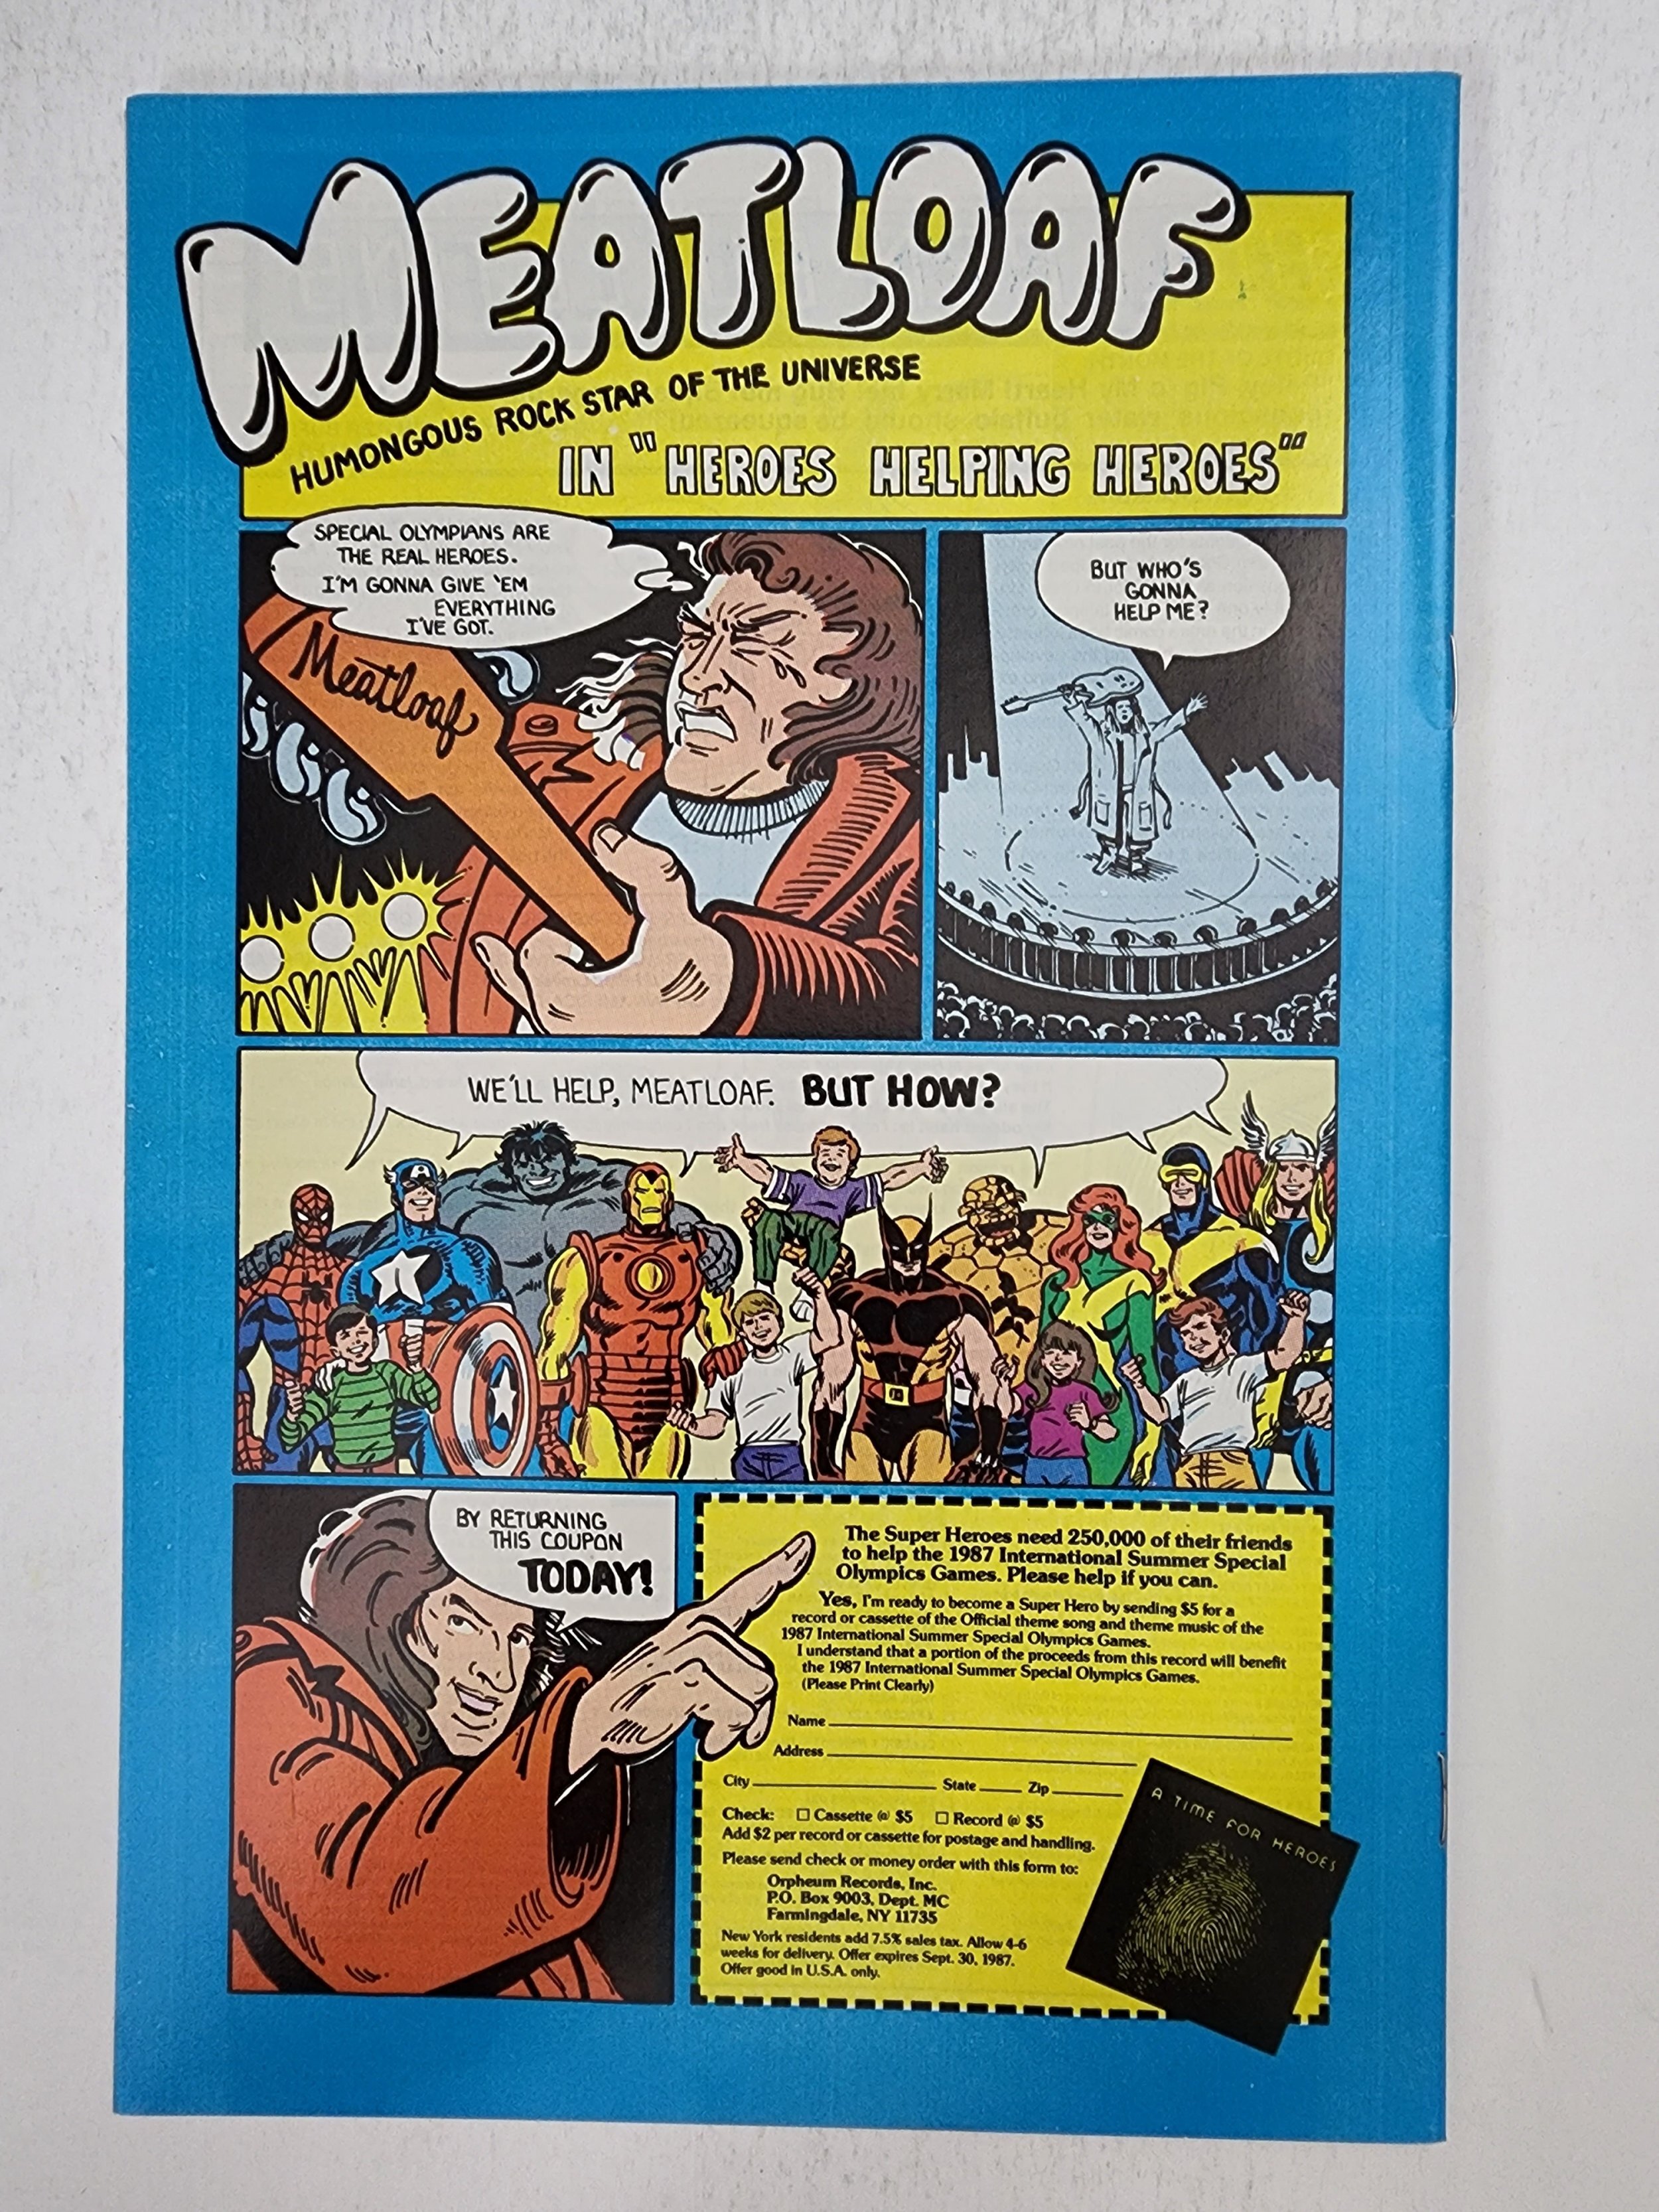 MEATLOAF
HUMONGOUS ROCK STAR OF THE UNIVERSE
IN "HEROES HELPING HEROES"
SPECIAL OLYMPIANS ARE
THE REAL HEROES.
I'M GONNA GIVE 'EM
EVERYTHING
I'VE GOT.
Meatloaf
BUT WHO'S
GONNA
HELP ME?
WE'LL HELP, MEATLOAF. BUT HOW?
BY RETURNING
THIS COUPON
TODAY!
The Super Heroes need 250,000 of their friends
to help the 1987 International Summer Special
Olympics Games. Please help if you can.
Yes, I'm ready to become a Super Hero by sending $5 for a
record or cassette of the Official theme song and theme music of the
1987 International Summer Special Olympics Games.
I understand that a portion of the proceeds from this record will benefit
the 1987 International Summer Special Olympics Games.
(Please Print Clearly)
Name
Address
City State Zip
Check: ☐ Cassette @ $5 ☐ Record @ $5
Add $2 per record or cassette for postage and handling.
Please send check or money order with this form to:
Orpheum Records, Inc.
P.O. Box 9003, Dept. MC
Farmingdale, NY 11735
New York residents add 7.5% sales tax. Allow 4-6
weeks for delivery. Offer expires Sept. 30, 1987.
Offer good in U.S.A. only.
A TIME FOR HEROES